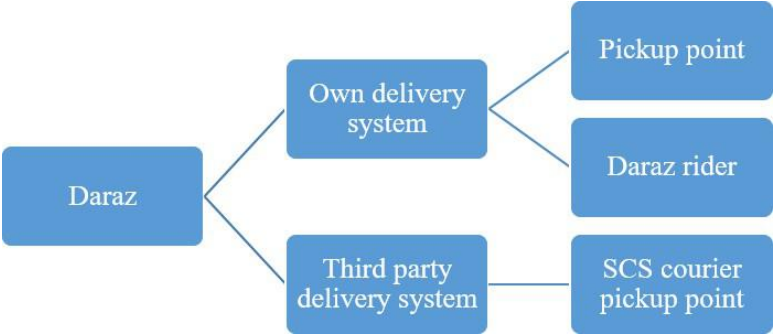 Pickup point
Own delivery
system
Daraz rider
Daraz
Third party
delivery system
SCS courier
pickup point